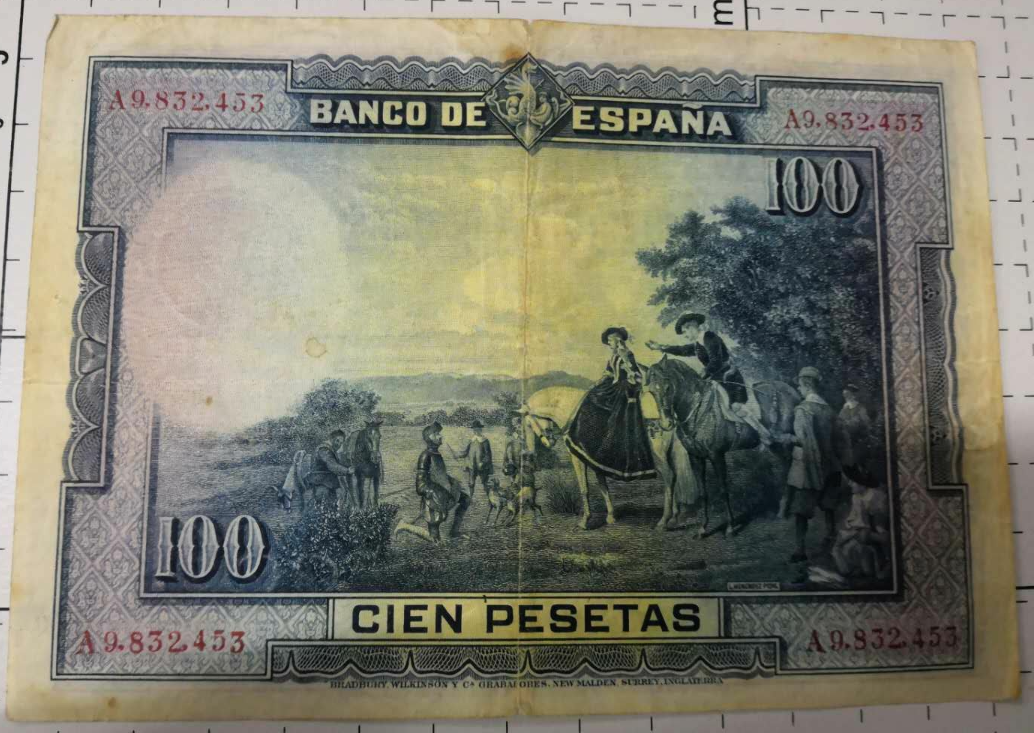 A9.832.453
BANCO DE ESPAÑA
A9.832.453
100
100
CIEN PESETAS
A9.832.453
A9.832.453
BRADBURY, WILKINSON Y Cª GRABADORES, NEW MALDEN, SURREY, INGLATERRA
m